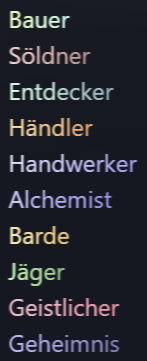 Bauer
Söldner
Entdecker
Händler
Handwerker
Alchemist
Barde
Jäger
Geistlicher
Geheimnis